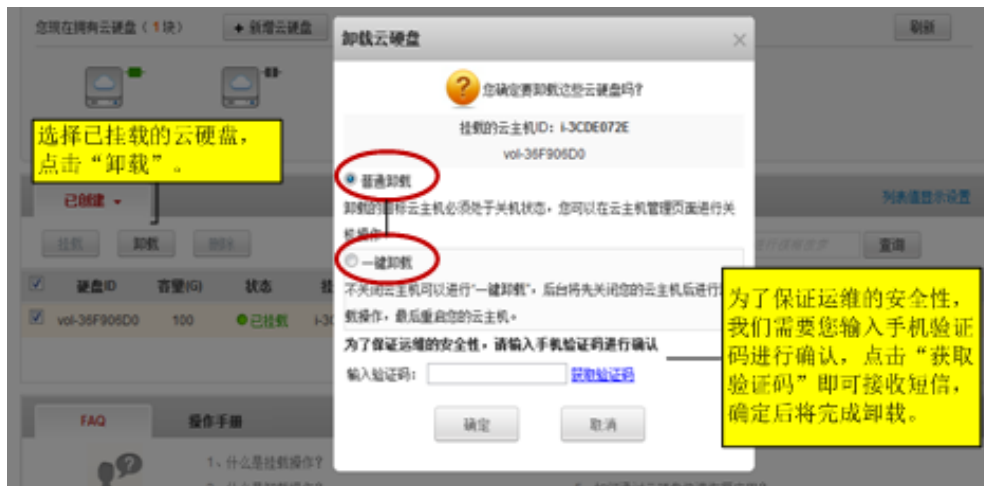 您现在拥有云硬盘（1块）
+ 新增云硬盘
刷新
卸载云硬盘
您确定要卸载这些云硬盘吗？
挂载的云主机ID：i-3CDE072E
vol-36F906D0
选择已挂载的云硬盘，
点击“卸载”。
普通卸载
卸载的目标云主机必须处于关机状态，您可以在云主机管理页面进行关
机操作
一键卸载
不关闭云主机可以进行“一键卸载”，后台将先关闭您的云主机后进行
载操作，最后重启您的云主机。
为了保证运维的安全性，请输入手机验证码进行确认
输入验证码：
获取验证码
确定
取消
已创建
列表信息显示设置
挂载
卸载
删除
查询
硬盘ID
容量(G)
状态
挂
vol-36F906D0
100
已挂载
i-3C
为了保证运维的安全性，
我们需要您输入手机验证
码进行确认，点击“获取
验证码”即可接收短信，
确定后将完成卸载。
FAQ
操作手册
1、什么是挂载操作？